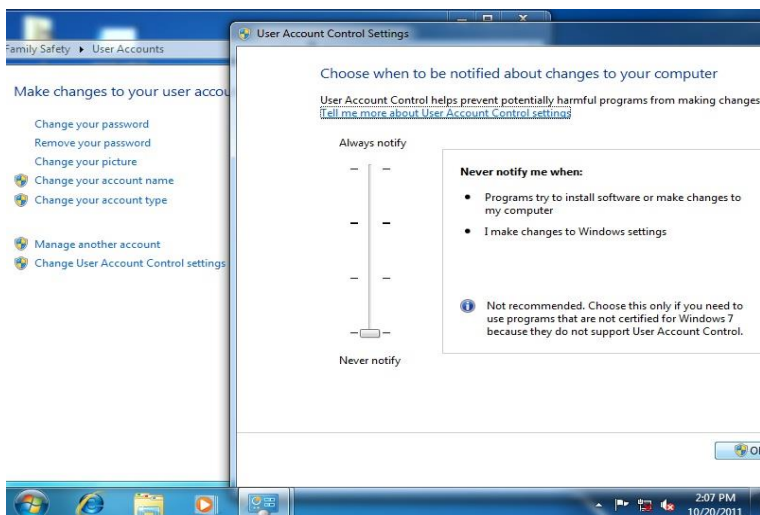 User Account Control Settings
Family Safety ▸ User Accounts
Make changes to your user accou
Change your password
Remove your password
Change your picture
Change your account name
Change your account type
Manage another account
Change User Account Control settings
Choose when to be notified about changes to your computer
User Account Control helps prevent potentially harmful programs from making changes
Tell me more about User Account Control settings
Always notify
Never notify me when:
• Programs try to install software or make changes to
my computer
• I make changes to Windows settings
Not recommended. Choose this only if you need to
use programs that are not certified for Windows 7
because they do not support User Account Control.
Never notify
OK
2:07 PM
10/20/2011